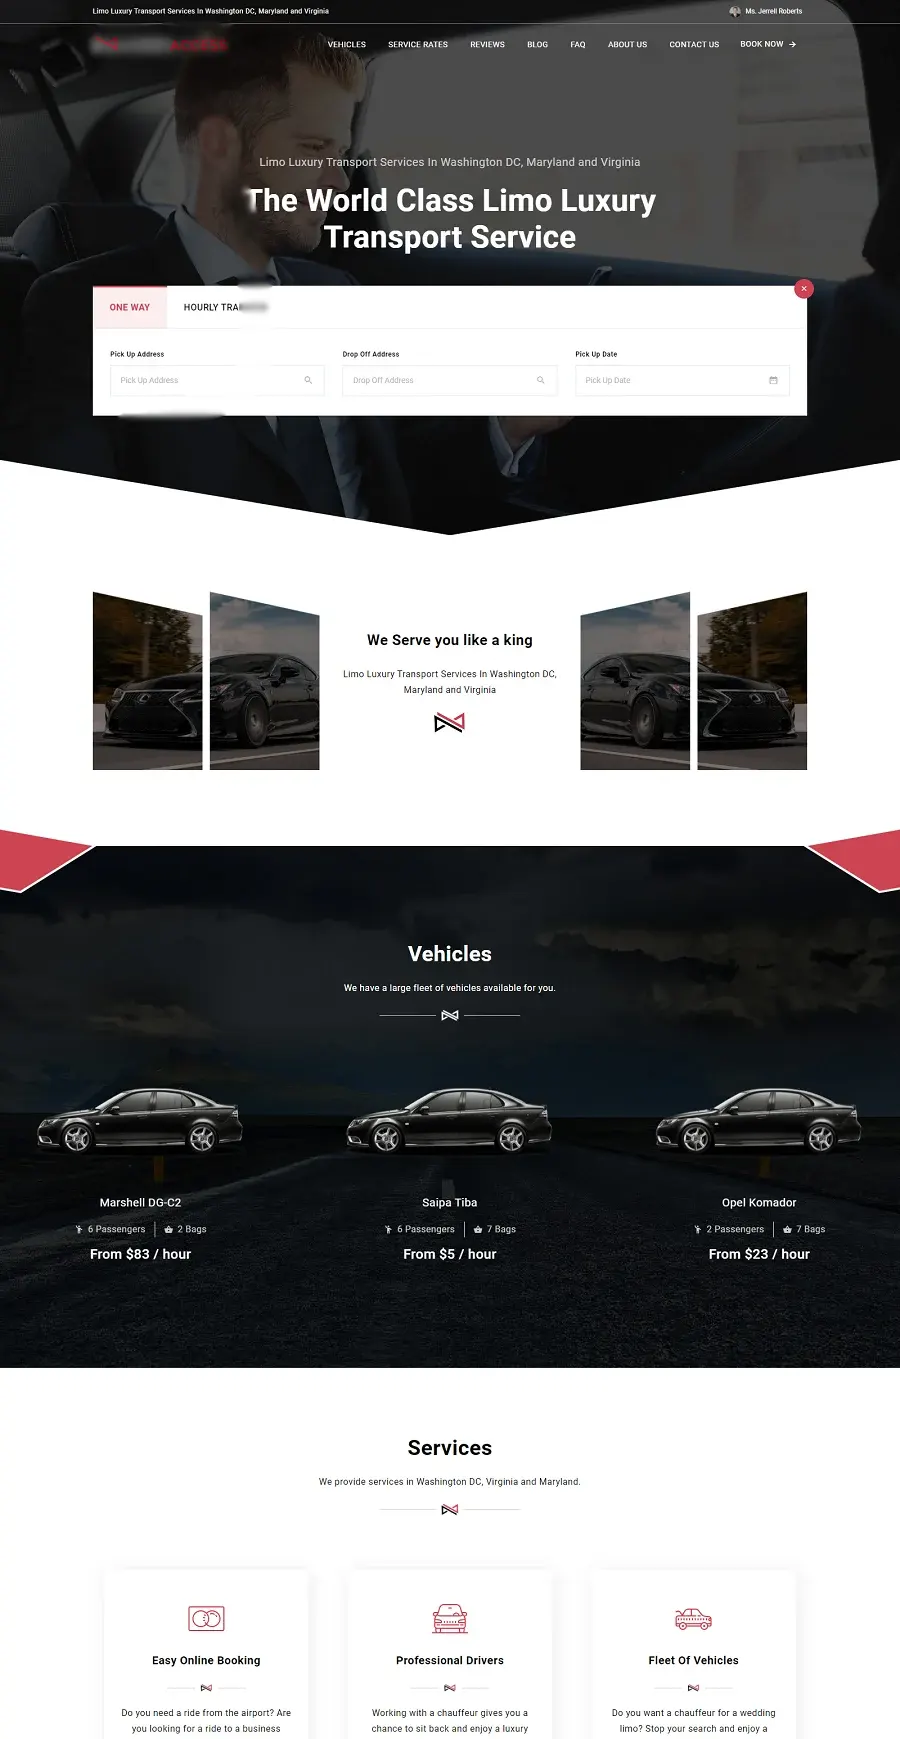 Limo Luxury Transport Services In Washington DC, Maryland and Virginia
Ms. Jerrell Roberts
VEHICLES
SERVICE RATES
REVIEWS
BLOG
FAQ
ABOUT US
CONTACT US
BOOK NOW
Limo Luxury Transport Services In Washington DC, Maryland and Virginia
The World Class Limo Luxury
Transport Service
ONE WAY
HOURLY
Pick Up Address
Drop Off Address
Pick Up Date
Pick Up Address
Drop Off Address
Pick Up Date
We Serve you like a king
Limo Luxury Transport Services In Washington DC,
Maryland and Virginia
Vehicles
We have a large fleet of vehicles available for you.
Marshell DG-C2
6 Passengers
2 Bags
From $83 / hour
Saipa Tiba
6 Passengers
7 Bags
From $5 / hour
Opel Komador
2 Passengers
7 Bags
From $23 / hour
Services
We provide services in Washington DC, Virginia and Maryland.
Easy Online Booking
Do you need a ride from the airport? Are
you looking for a ride to a business
Professional Drivers
Working with a chauffeur gives you a
chance to sit back and enjoy a luxury
Fleet Of Vehicles
Do you want a chauffeur for a wedding
limo? Stop your search and enjoy a